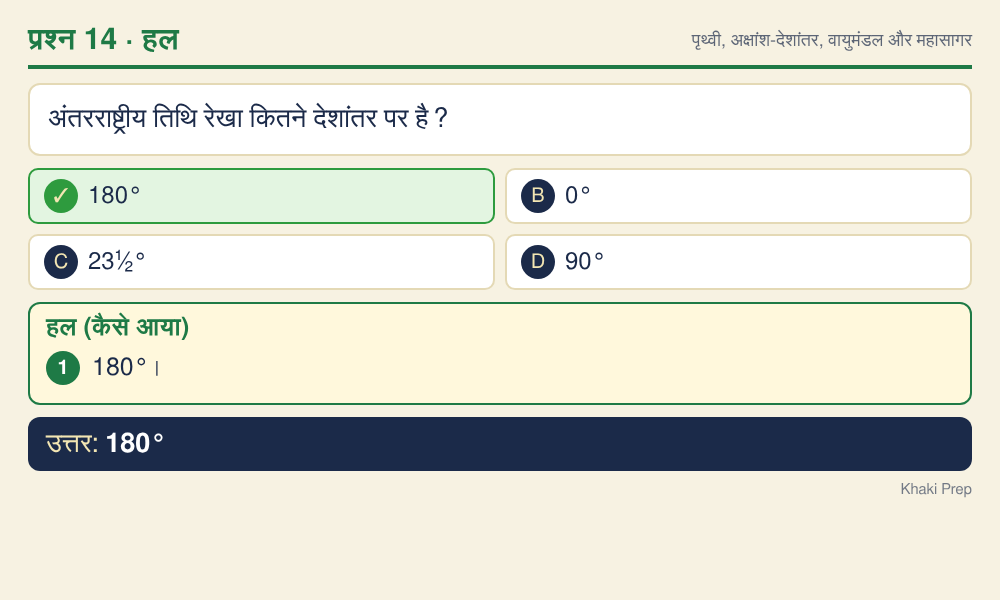 प्रश्न 14 · हल
पृथ्वी, अक्षांश-देशांतर, वायुमंडल और महासागर
अंतरराष्ट्रीय तिथि रेखा कितने देशांतर पर है ?
✓ 180°
B 0°
C 23½°
D 90°
हल (कैसे आया)
1 180° ।
उत्तर: 180°
Khaki Prep